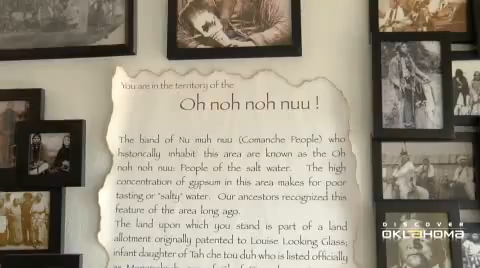 You are in the territory of the
Oh noh noh nuu !
The band of Nu muh nuu (Comanche People) who
historically inhabit this area are known as the Oh
noh noh nuu: People of the salt water. The high
concentration of gypsum in this area makes for poor
tasting or "salty" water. Our ancestors recognized this
feature of the area long ago.
The land upon which you stand is part of a land
allotment originally patented to Louise Looking Glass;
infant daughter of Tah che tou duh who is listed officially
DISCOVER
OKLAHOMA